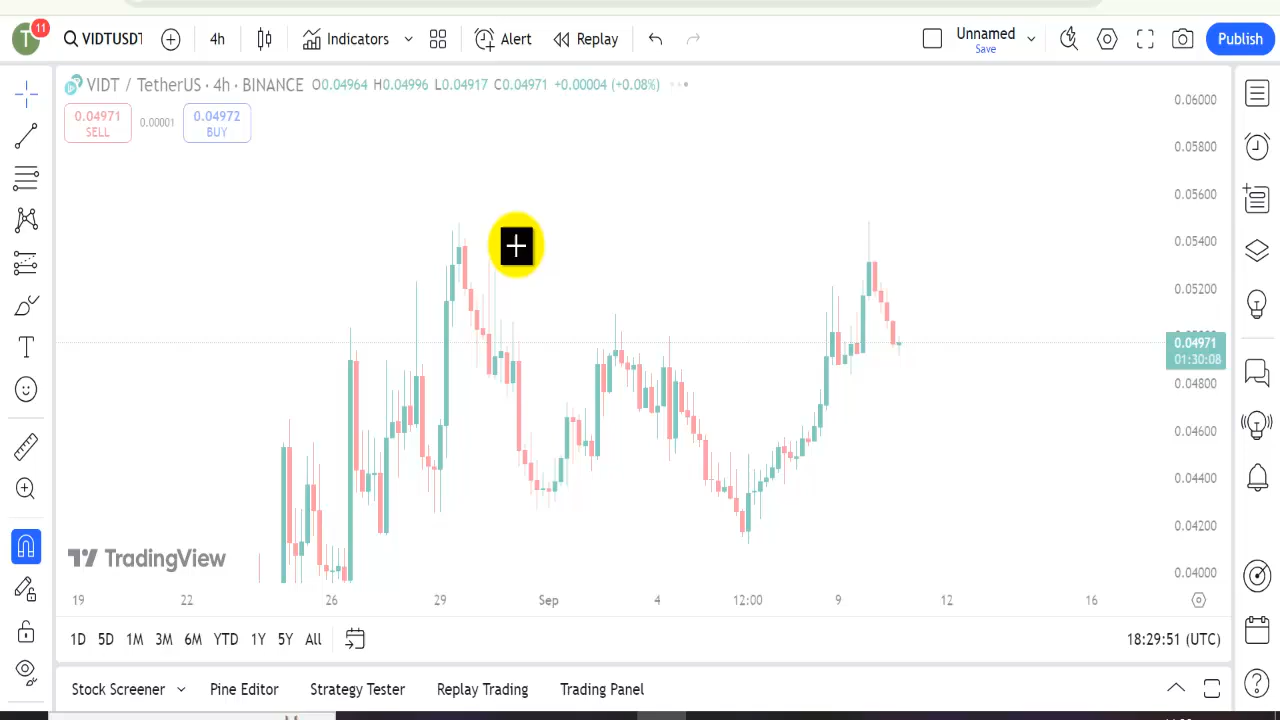 T 11 VIDTUSDT 4h Indicators Alert Replay Unnamed Save Publish
VIDT / TetherUS · 4h · BINANCE O0.04964 H0.04996 L0.04917 C0.04971 +0.00004 (+0.08%)
0.04971 SELL 0.00001 0.04972 BUY
0.06000
0.05800
0.05600
0.05400
0.05200
0.04971
01:30:08
0.04800
0.04600
0.04400
0.04200
0.04000
TradingView
19 22 26 29 Sep 4 12:00 9 12 16
1D 5D 1M 3M 6M YTD 1Y 5Y All 18:29:51 (UTC)
Stock Screener Pine Editor Strategy Tester Replay Trading Trading Panel